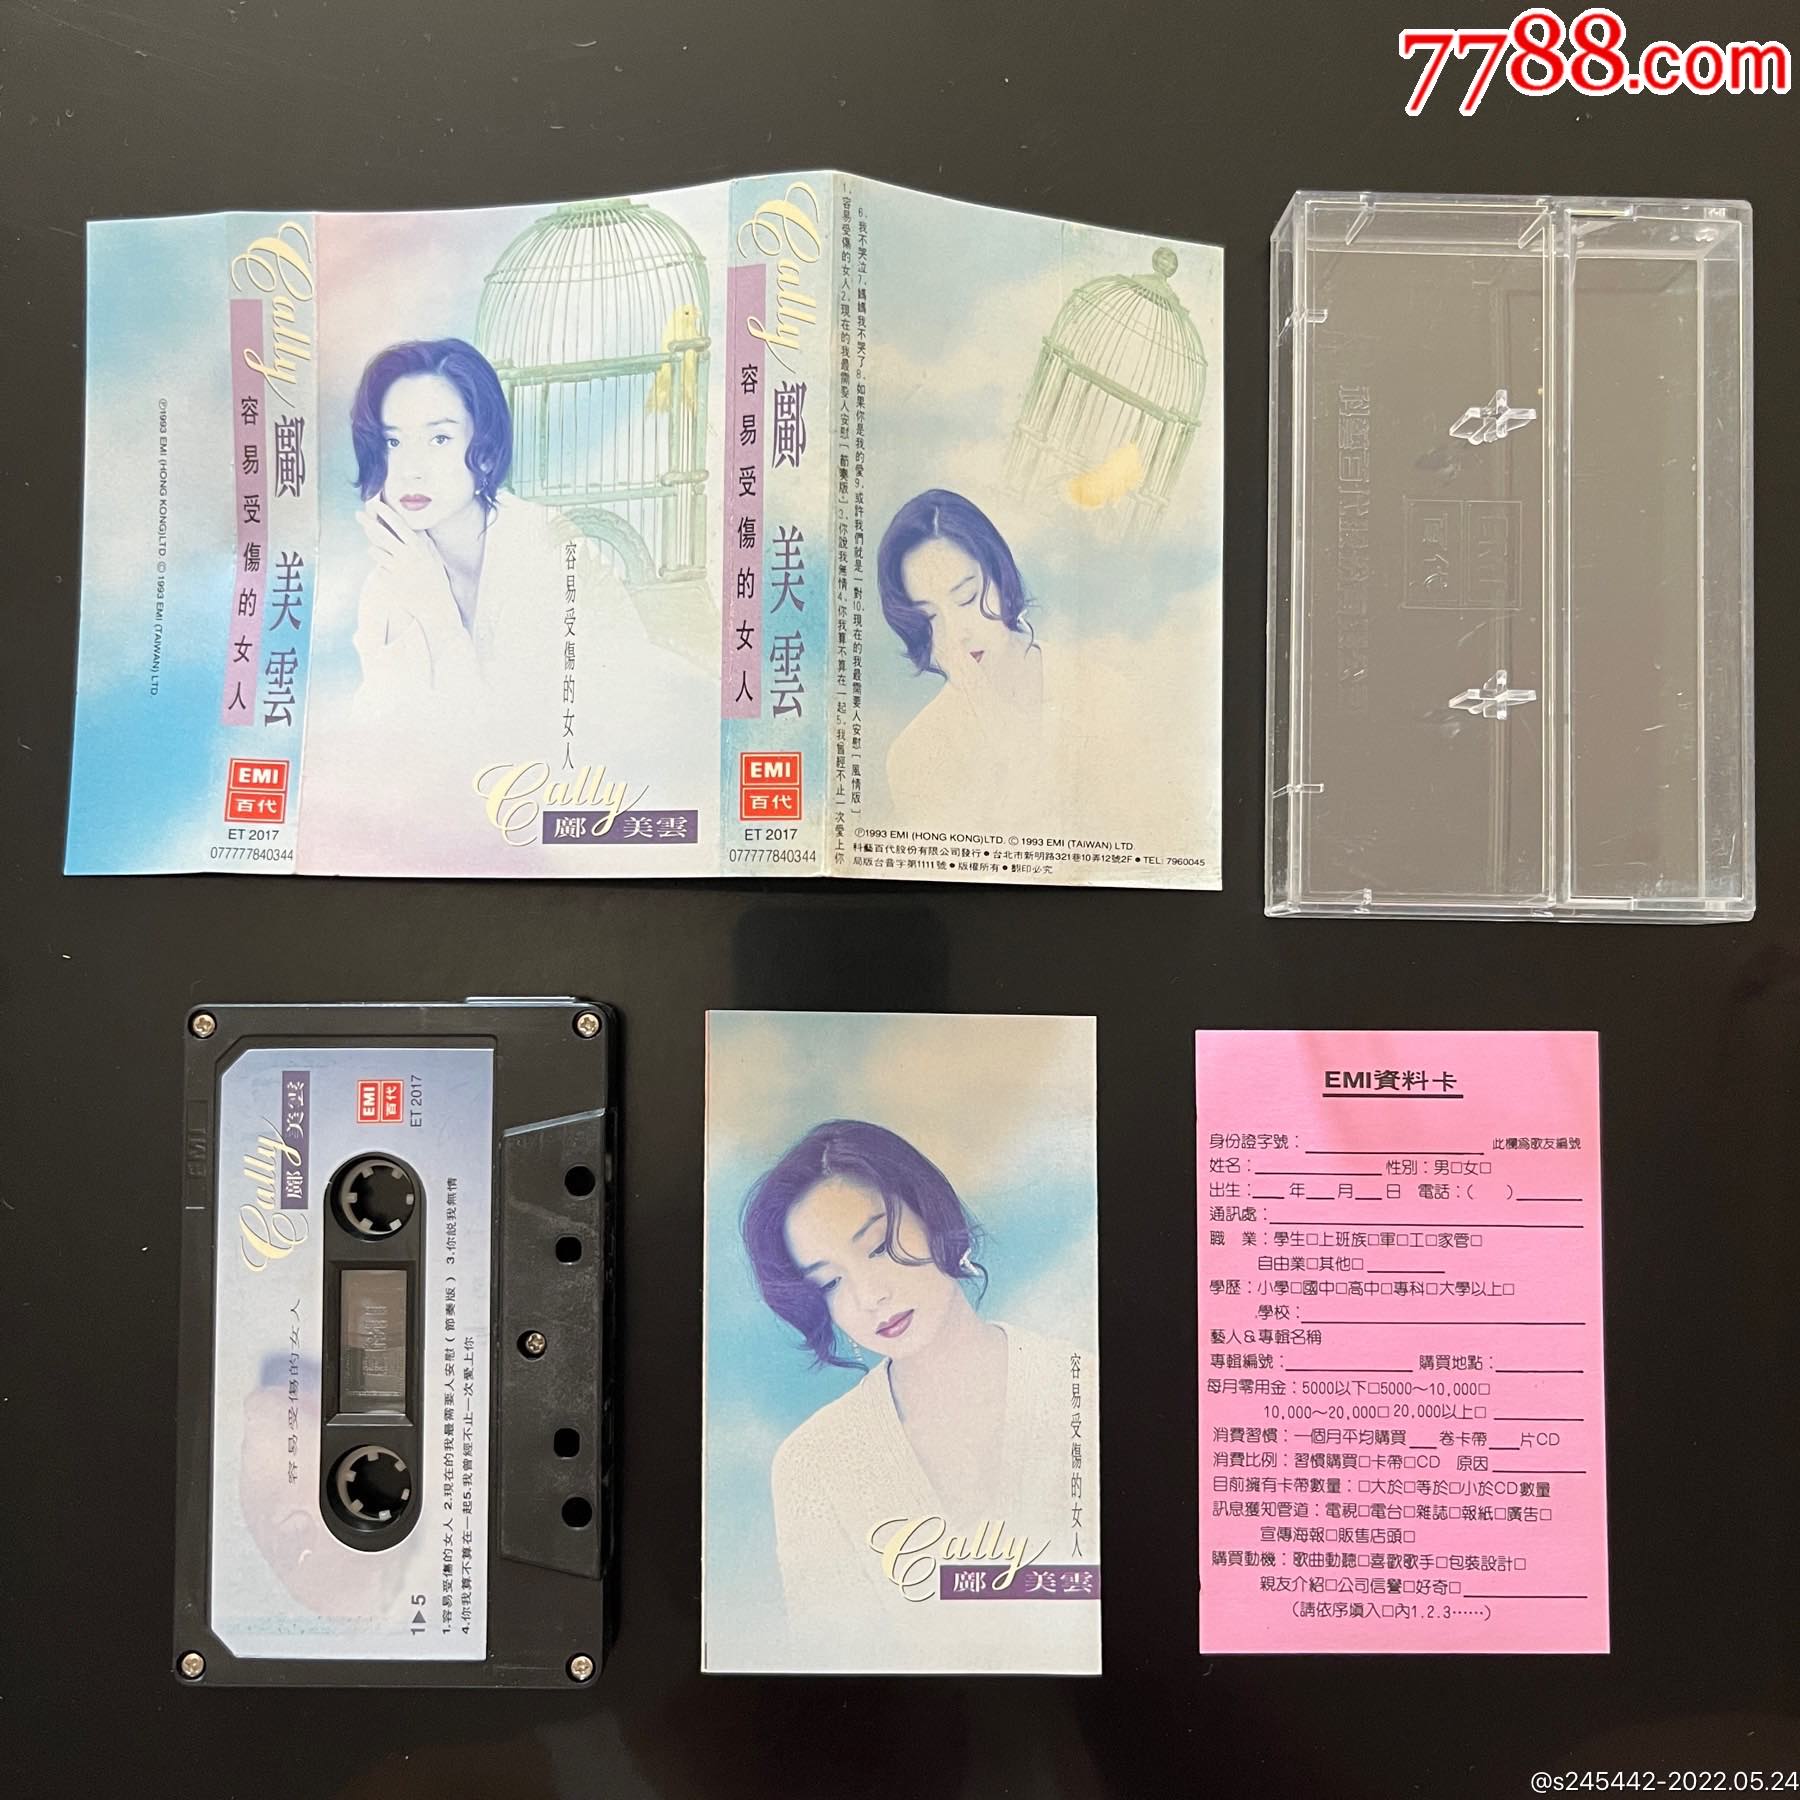 7788.com
Cally
鄺美雲
容易受傷的女人
Ⓟ1993 EMI (HONG KONG)LTD Ⓒ 1993 EMI (TAIWAN) LTD
EMI
百代
ET 2017
077777840344
容易受傷的女人
Cally
鄺美雲
Cally
鄺美雲
容易受傷的女人
EMI
百代
ET 2017
077777840344
1.容易受傷的女人2.現在的我最需要人安慰[節奏版]3.你說我無情4.你我算不算在一起5.我曾經不止一次愛上你
6.我不哭泣7.媽媽我不哭了8.如果你是我的愛9.或許我們就是一對10.現在的我最需要人安慰[風情版]
Ⓟ1993 EMI (HONG KONG)LTD. Ⓒ 1993 EMI (TAIWAN) LTD.
科藝百代股份有限公司發行●台北市新明路321巷10弄12號2F●TEL: 7960045
局版台音字第1111號●版權所有●翻印必究
Cally
鄺美雲
EMI
百代
ET 2017
容易受傷的女人
1▶5
1.容易受傷的女人 2.現在的我最需要人安慰(節奏版) 3.你說我無情
4.你我算不算在一起5.我曾經不止一次愛上你
容易受傷的女人
Cally
鄺美雲
EMI資料卡
身份證字號：
此欄為歌友編號
姓名：性別：男□女□
出生：年月日 電話：( )
通訊處：
職 業：學生□上班族□軍□工□家管□
自由業□其他□
學歷：小學□國中□高中□專科□大學以上□
學校：
藝人＆專輯名稱
專輯編號：購買地點：
每月零用金：5000以下□5000～10,000□
10,000～20,000□ 20,000以上□
消費習慣：一個月平均購買卷卡帶片CD
消費比例：習慣購買□卡帶□CD 原因
目前擁有卡帶數量：□大於□等於□小於CD數量
訊息獲知管道：電視□電台□雜誌□報紙□廣告□
宣傳海報□販售店頭□
購買動機：歌曲動聽□喜歡歌手□包裝設計□
親友介紹□公司信譽□好奇□
(請依序填入□內1.2.3……)
@s245442-2022.05.24